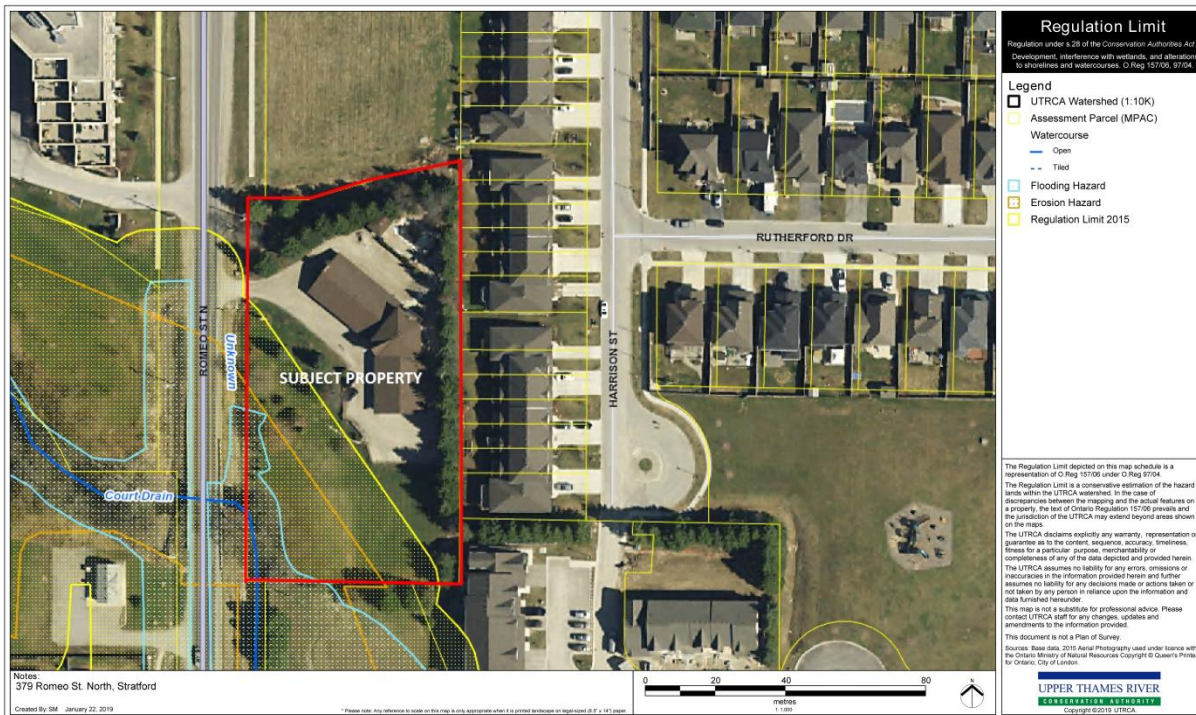 Regulation Limit
Regulation under s.28 of the Conservation Authorities Act
Development, interference with wetlands, and alterations
to shorelines and watercourses. O.Reg 157/06, 97/04.
Legend
UTRCA Watershed (1:10K)
Assessment Parcel (MPAC)
Watercourse
Open
Tiled
Flooding Hazard
Erosion Hazard
Regulation Limit 2015
ROMEO ST N
Unknown
SUBJECT PROPERTY
Court Drain
HARRISON ST
RUTHERFORD DR
The Regulation Limit depicted on this map schedule is a
representation of O.Reg 157/06 under O.Reg 97/04.
The Regulation Limit is a conservative estimation of the hazard
lands within the UTRCA watershed. In the case of
discrepancies between the mapping and the actual features on
a property, the text of Ontario Regulation 157/06 prevails and
the jurisdiction of the UTRCA may extend beyond areas shown
on the maps.
The UTRCA disclaims explicitly any warranty, representation or
guarantee as to the content, sequence, accuracy, timeliness,
fitness for a particular purpose, merchantability or
completeness of any of the data depicted and provided herein.
The UTRCA assumes no liability for any errors, omissions or
inaccuracies in the information provided herein and further
assumes no liability for any decisions made or actions taken or
not taken by any person in reliance upon the information and
data furnished hereunder.
This map is not a substitute for professional advice. Please
contact UTRCA staff for any changes, updates and
amendments to the information provided.
This document is not a Plan of Survey.
Sources: Base data, 2015 Aerial Photography used under licence with
the Ontario Ministry of Natural Resources Copyright © Queen's Printer
for Ontario; City of London.
UPPER THAMES RIVER
CONSERVATION AUTHORITY
Copyright ©2019 UTRCA.
Notes:
379 Romeo St. North, Stratford
Created By: SM January 22, 2019
* Please note: Any reference to scale on this map is only appropriate when it is printed landscape on legal-sized (8.5" x 14") paper.
0 20 40 60 80
metres
1: 1,000
N